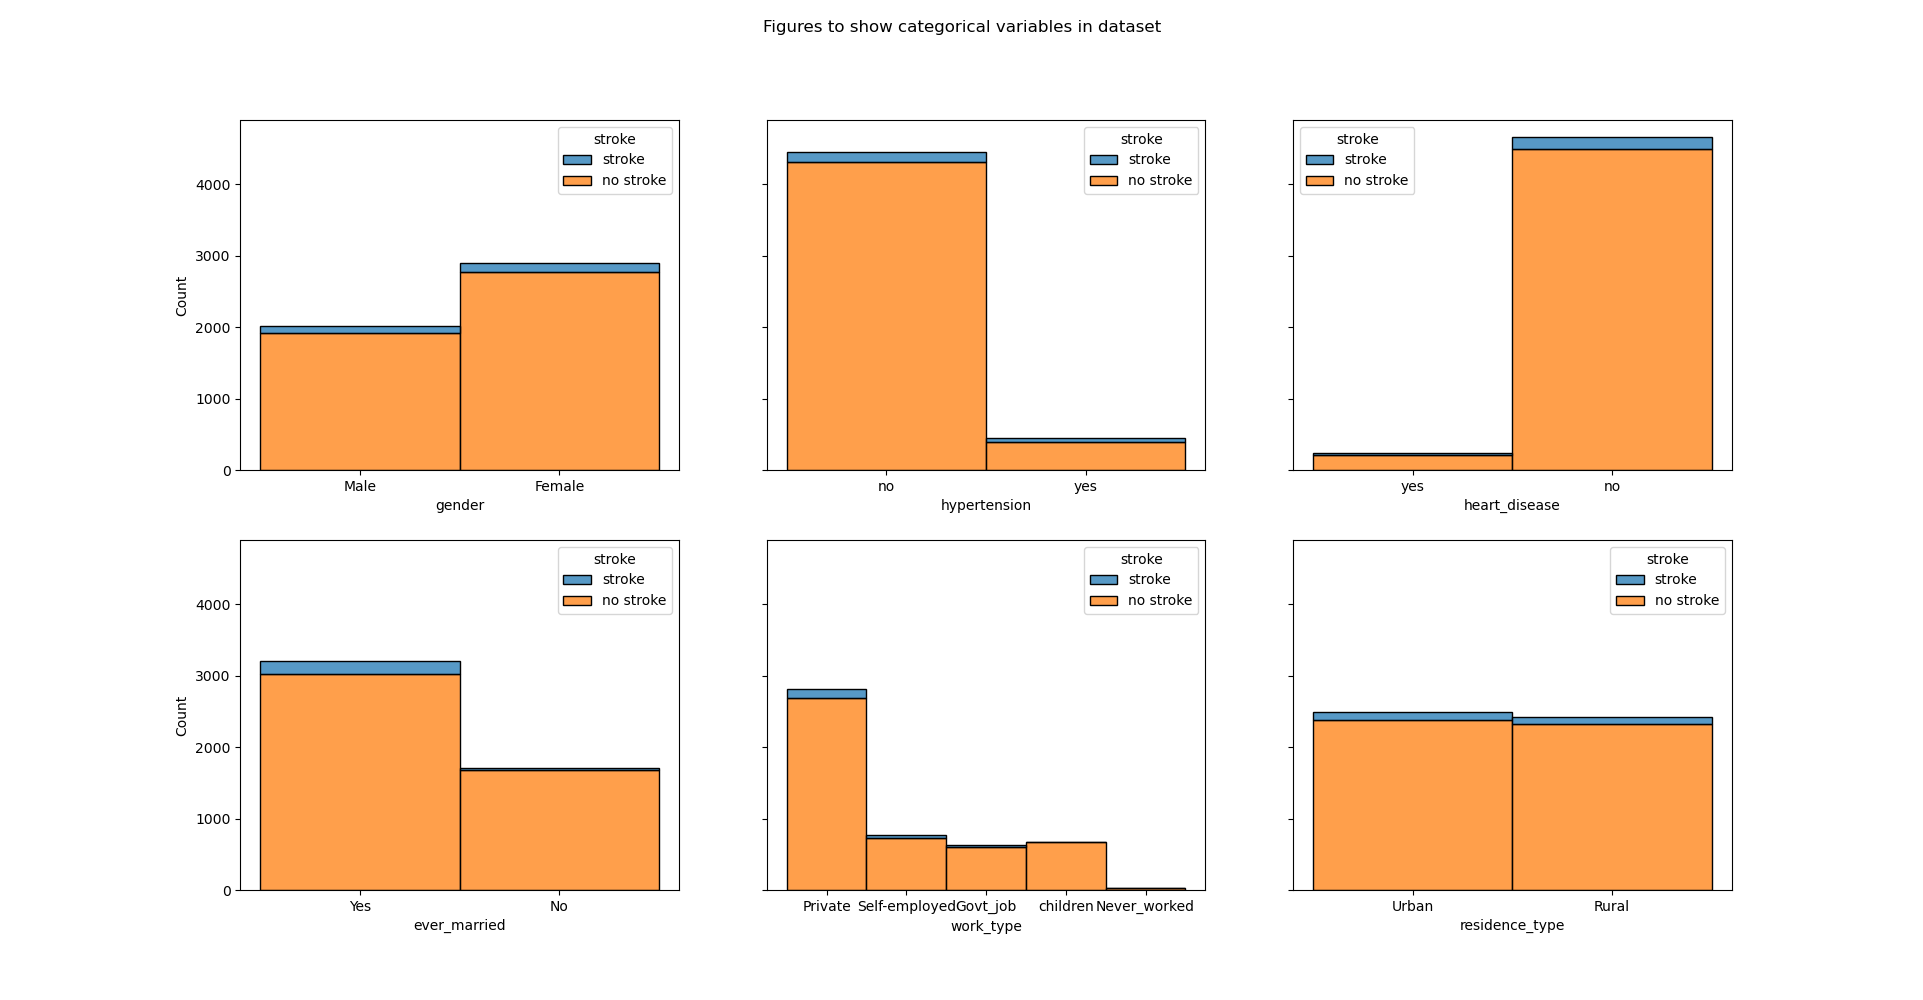 Figures to show categorical variables in dataset
stroke
stroke
no stroke
4000
3000
2000
1000
0
Count
Male Female
gender
stroke
stroke
no stroke
no yes
hypertension
stroke
stroke
no stroke
yes no
heart_disease
stroke
stroke
no stroke
4000
3000
2000
1000
0
Count
Yes No
ever_married
stroke
stroke
no stroke
Private Self-employed Govt_job children Never_worked
work_type
stroke
stroke
no stroke
Urban Rural
residence_type